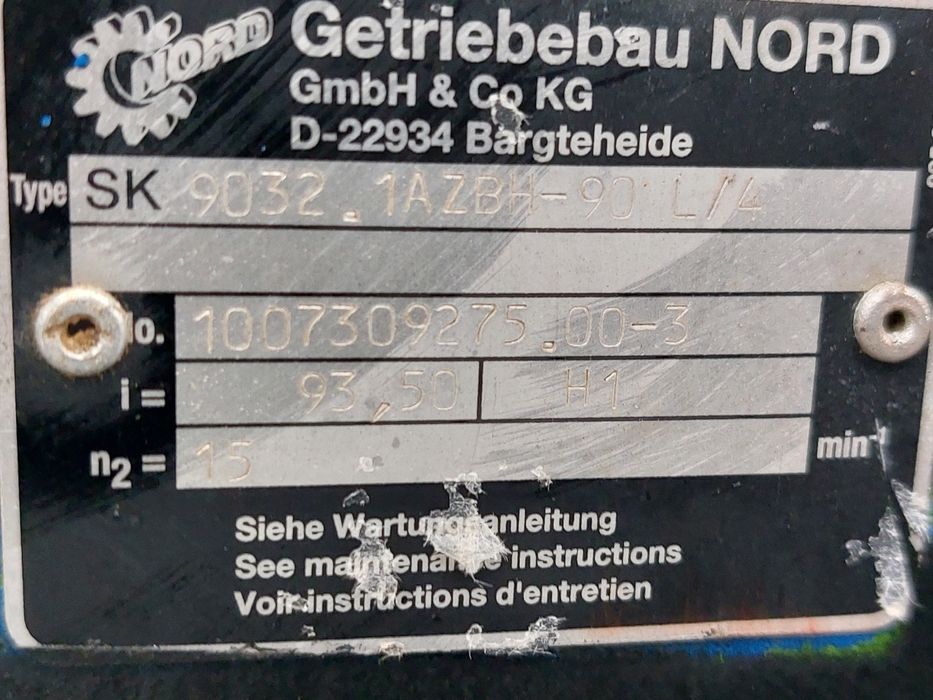 NORD Getriebebau NORD
GmbH & Co KG
D-22934 Bargteheide
Type SK 9032.1AZBH-90 L/4
No. 1007309275.00-3
i= 93,50 H1
n₂= 15 min⁻¹
Siehe Wartungsanleitung
See maintenance instructions
Voir instructions d'entretien